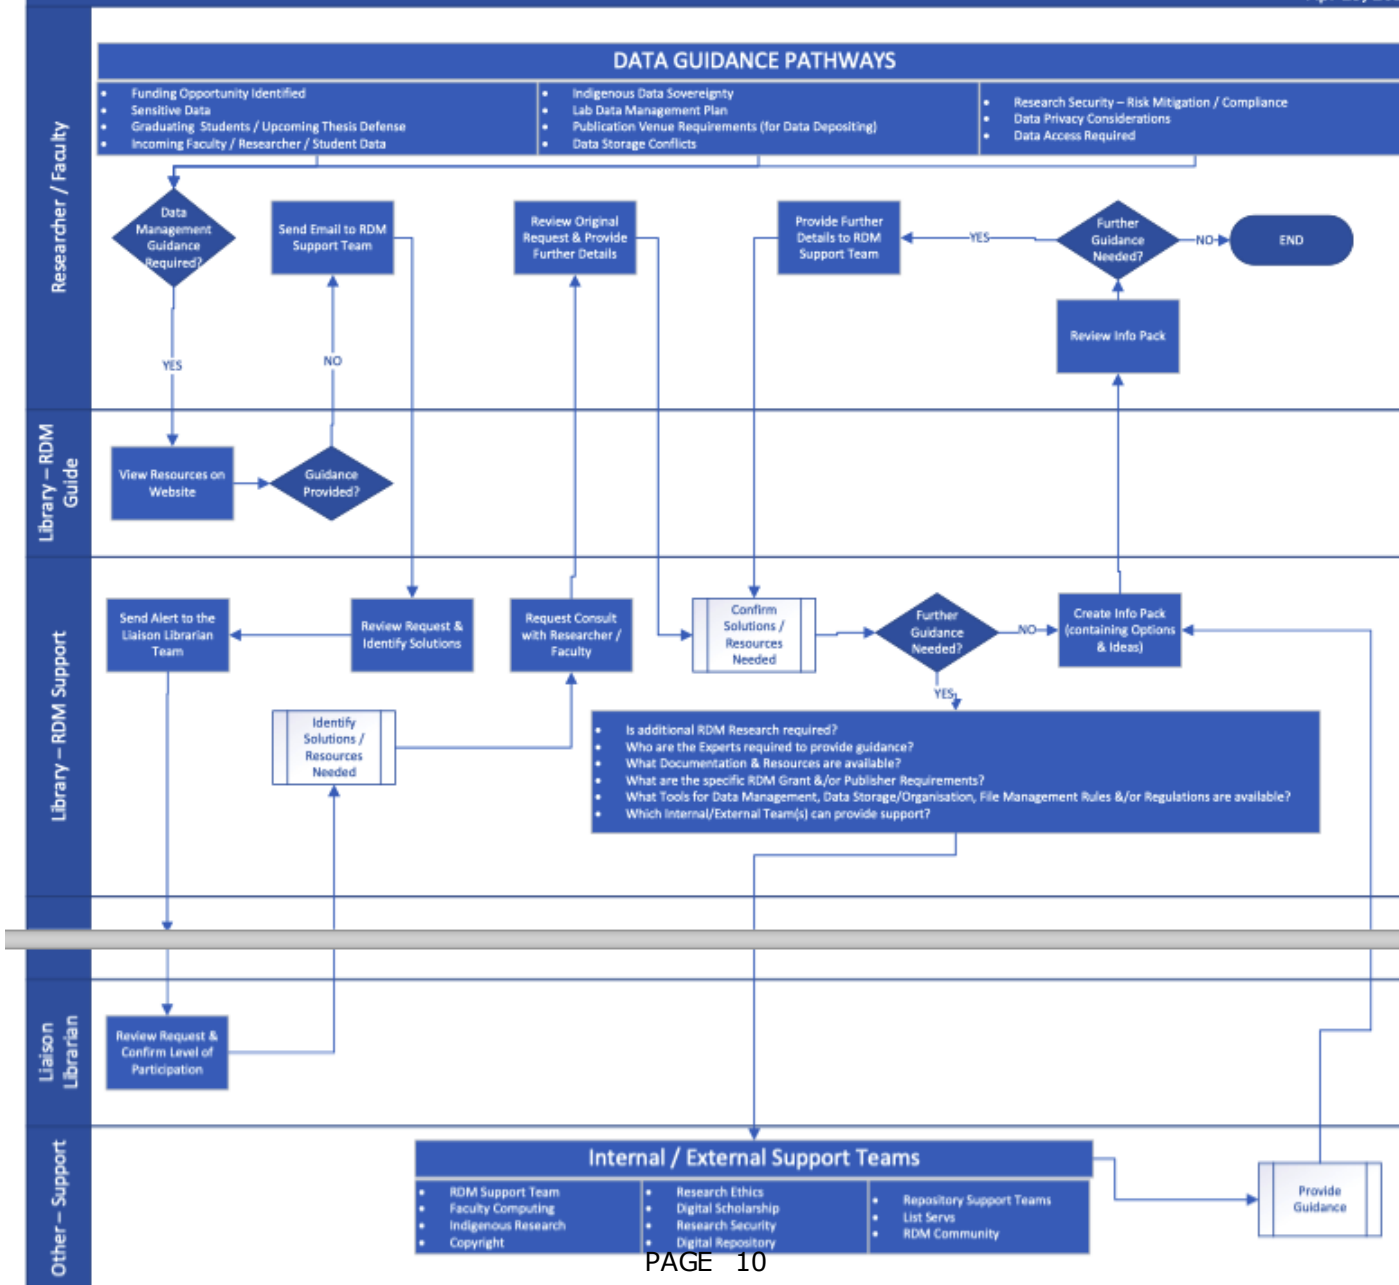 DATA GUIDANCE PATHWAYS
Funding Opportunity Identified
Sensitive Data
Graduating Students / Upcoming Thesis Defense
Incoming Faculty / Researcher / Student Data
Indigenous Data Sovereignty
Lab Data Management Plan
Publication Venue Requirements (for Data Depositing)
Data Storage Conflicts
Research Security – Risk Mitigation / Compliance
Data Privacy Considerations
Data Access Required
Researcher / Faculty
Data
Management
Guidance
Required?
Send Email to RDM
Support Team
Review Original
Request & Provide
Further Details
Provide Further
Details to RDM
Support Team
YES
Further
Guidance
Needed?
NO
END
Review Info Pack
YES
NO
Library – RDM
Guide
View Resources on
Website
Guidance
Provided?
Library – RDM Support
Send Alert to the
Liaison Librarian
Team
Review Request &
Identify Solutions
Request Consult
with Researcher /
Faculty
Confirm
Solutions /
Resources
Needed
Further
Guidance
Needed?
NO
Create Info Pack
(containing Options
& Ideas)
YES
Identify
Solutions /
Resources
Needed
Is additional RDM Research required?
Who are the Experts required to provide guidance?
What Documentation & Resources are available?
What are the specific RDM Grant &/or Publisher Requirements?
What Tools for Data Management, Data Storage/Organisation, File Management Rules &/or Regulations are available?
Which Internal/External Team(s) can provide support?
Liaison
Librarian
Review Request &
Confirm Level of
Participation
Other – Support
Internal / External Support Teams
RDM Support Team
Faculty Computing
Indigenous Research
Copyright
Research Ethics
Digital Scholarship
Research Security
Digital Repository
Repository Support Teams
List Servs
RDM Community
Provide
Guidance
PAGE 10